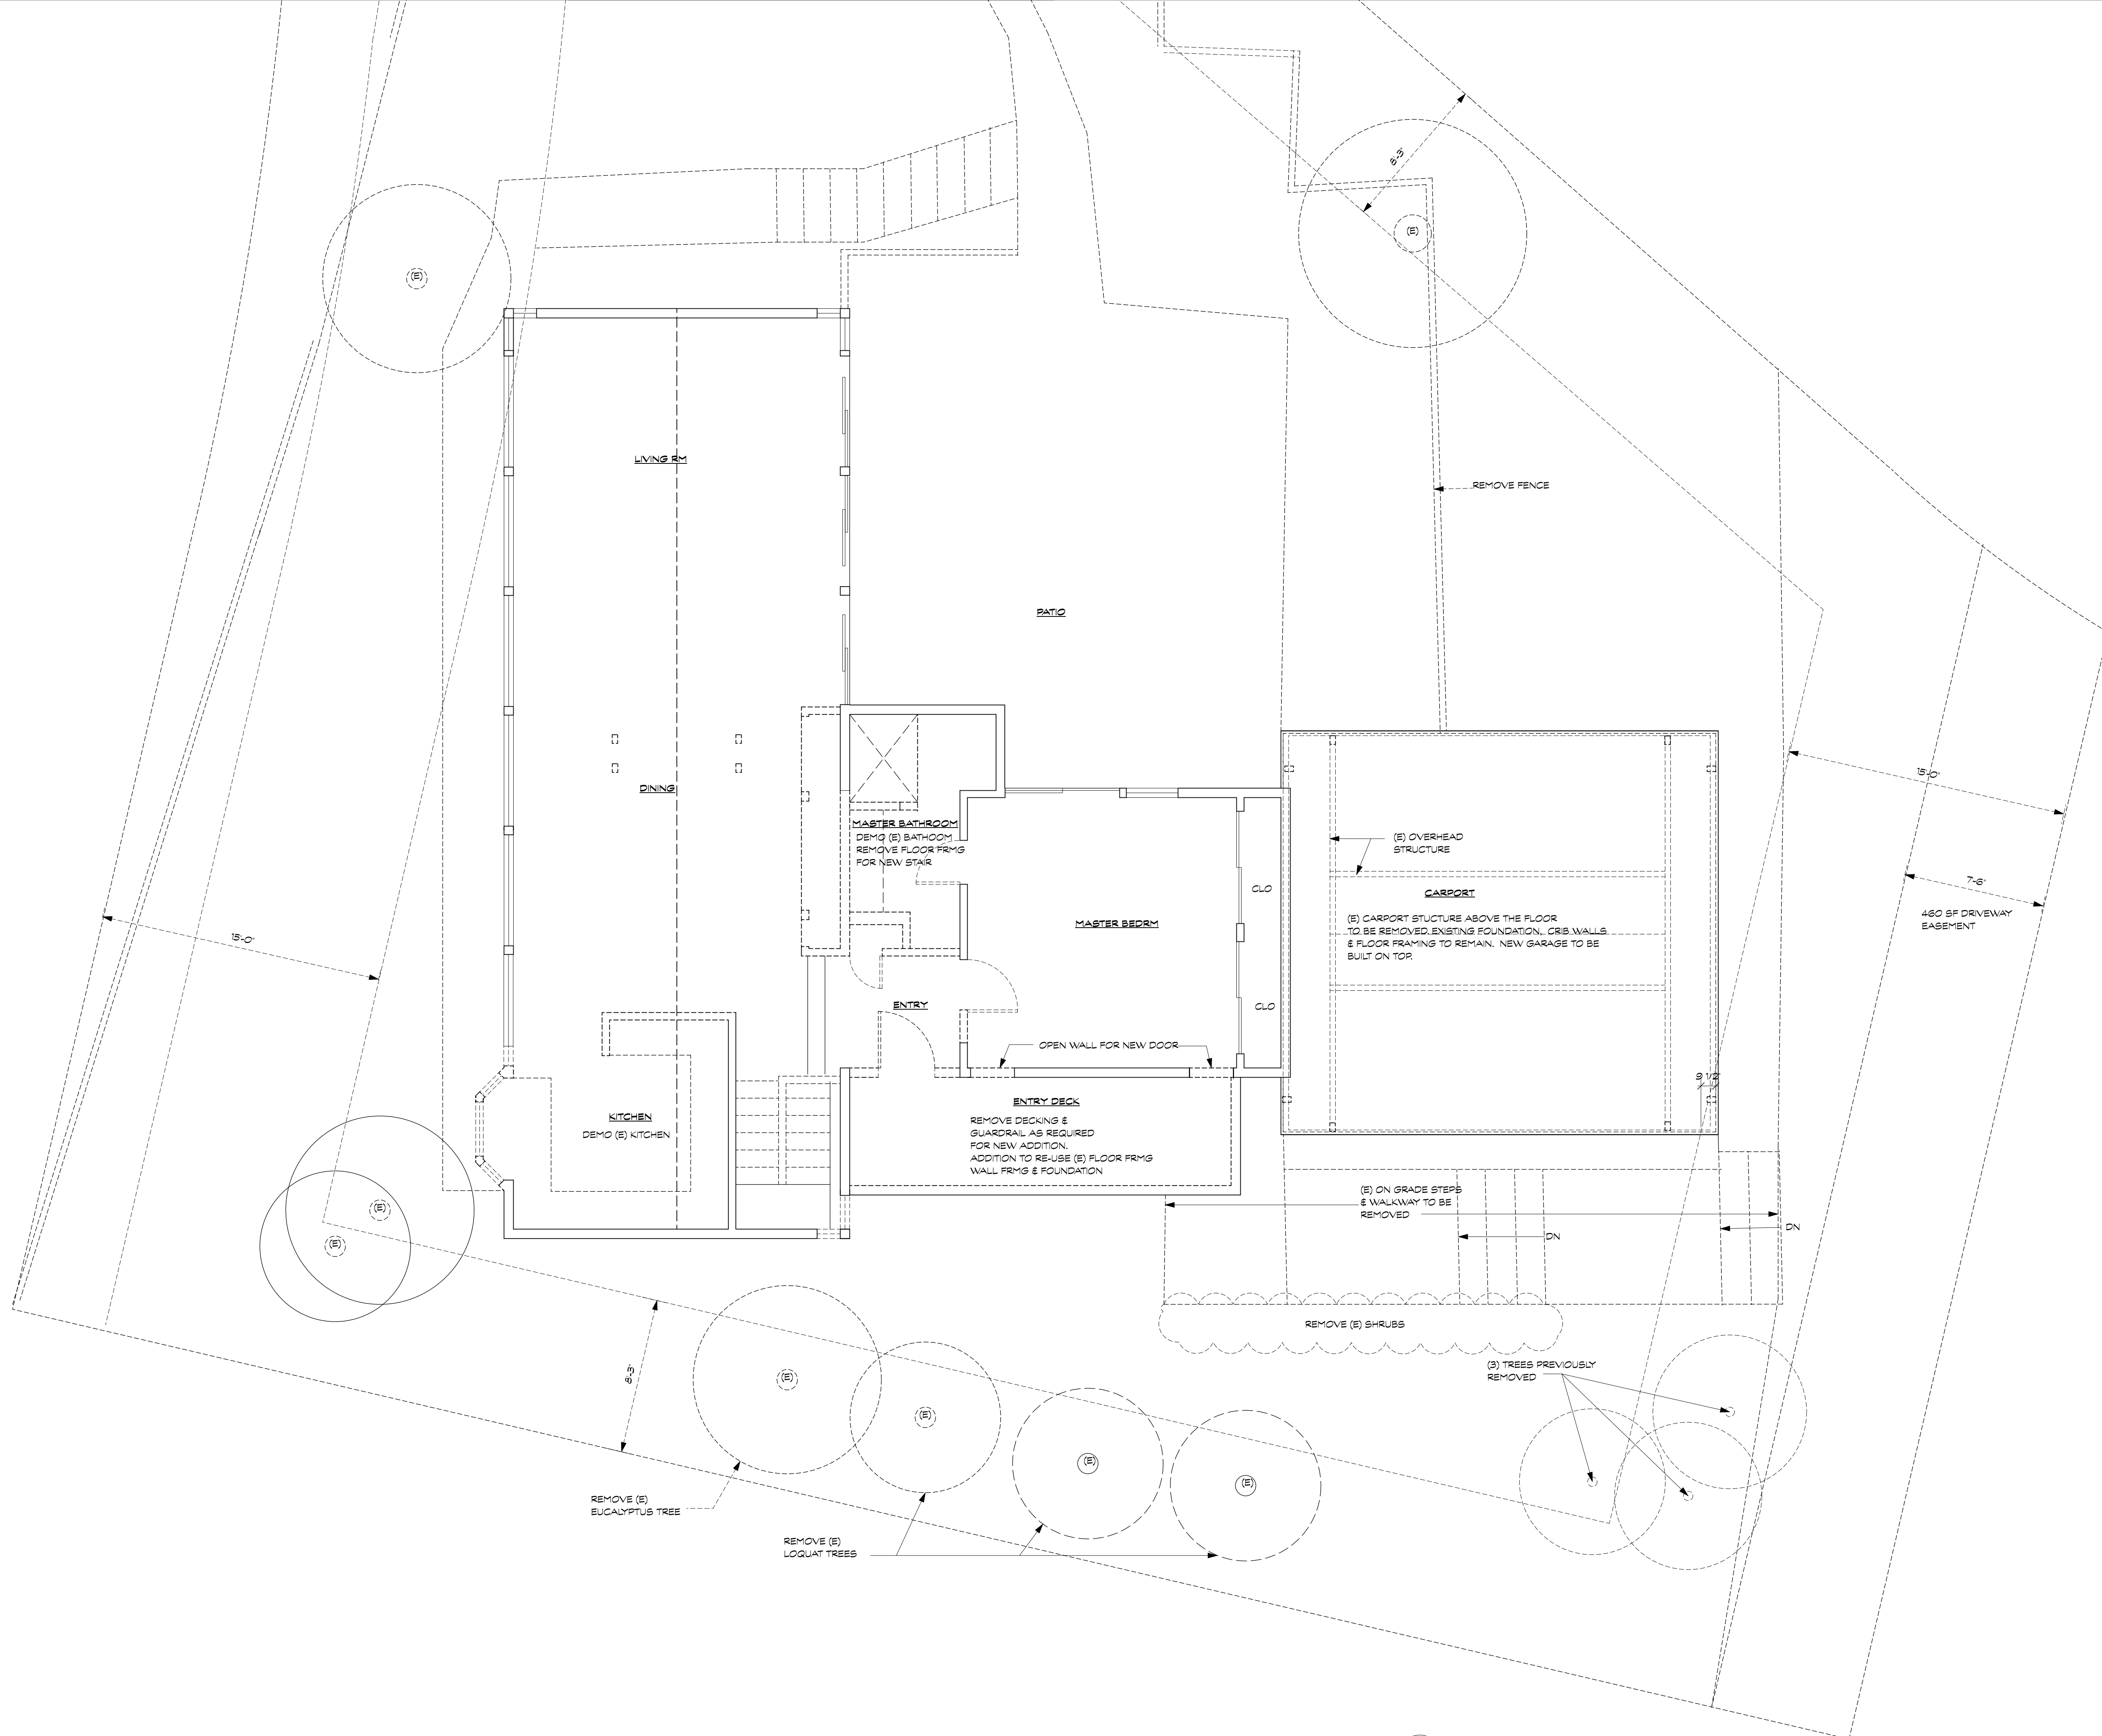 8'-3"
(E)
(E)
LIVING RM
REMOVE FENCE
PATIO
15'-0"
DINING
MASTER BATHROOM
DEMO (E) BATHOOM
REMOVE FLOOR FRMG
FOR NEW STAIR
(E) OVERHEAD
STRUCTURE
CLO
CARPORT
(E) CARPORT STUCTURE ABOVE THE FLOOR
TO BE REMOVED. EXISTING FOUNDATION, CRIB WALLS
& FLOOR FRAMING TO REMAIN. NEW GARAGE TO BE
BUILT ON TOP.
7'-6"
460 SF DRIVEWAY
EASEMENT
MASTER BEDRM
15'-0"
ENTRY
CLO
OPEN WALL FOR NEW DOOR
9 1/2"
KITCHEN
DEMO (E) KITCHEN
ENTRY DECK
REMOVE DECKING &
GUARDRAIL AS REQUIRED
FOR NEW ADDITION.
ADDITION TO RE-USE (E) FLOOR FRMG
WALL FRMG & FOUNDATION
(E) ON GRADE STEPS
& WALKWAY TO BE
REMOVED
DN
DN
(E)
(E)
REMOVE (E) SHRUBS
8'-3"
(3) TREES PREVIOUSLY
REMOVED
(E)
(E)
(E)
(E)
REMOVE (E)
EUCALYPTUS TREE
REMOVE (E)
LOQUAT TREES